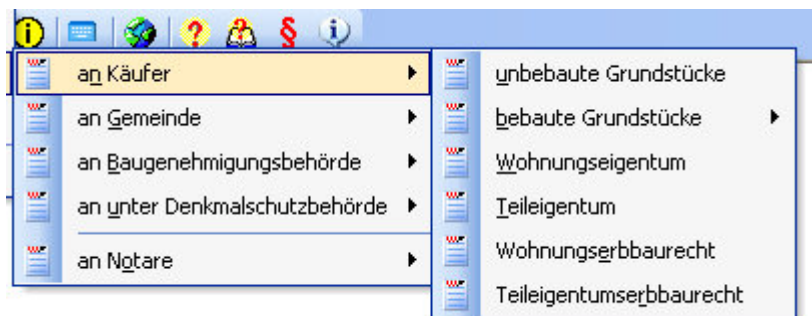 an Käufer
an Gemeinde
an Baugenehmigungsbehörde
an unter Denkmalschutzbehörde
an Notare
unbebaute Grundstücke
bebaute Grundstücke
Wohnungseigentum
Teileigentum
Wohnungserbbaurecht
Teileigentumserbbaurecht